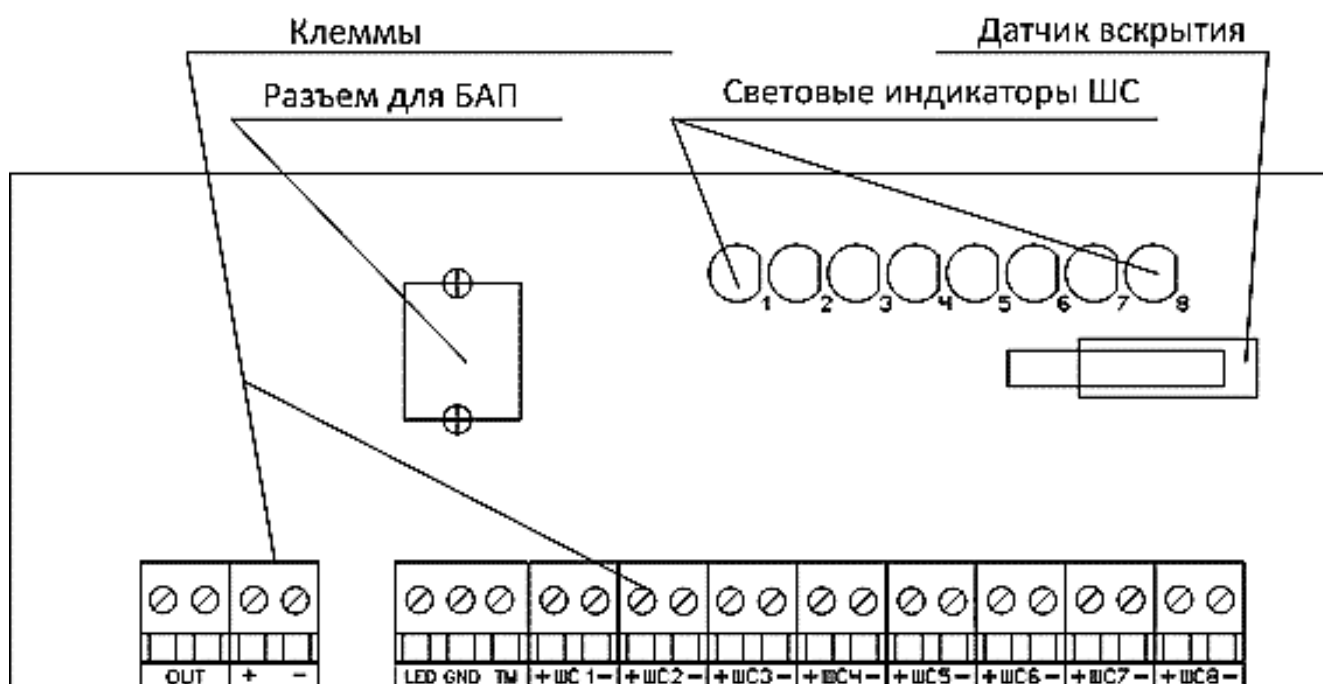 Клеммы
Датчик вскрытия
Разъем для БАП
Световые индикаторы ШС
1 2 3 4 5 6 7 8
OUT + - LED GND TM +ШС1- +ШС2- +ШС3- +ШС4- +ШС5- +ШС6- +ШС7- +ШС8-